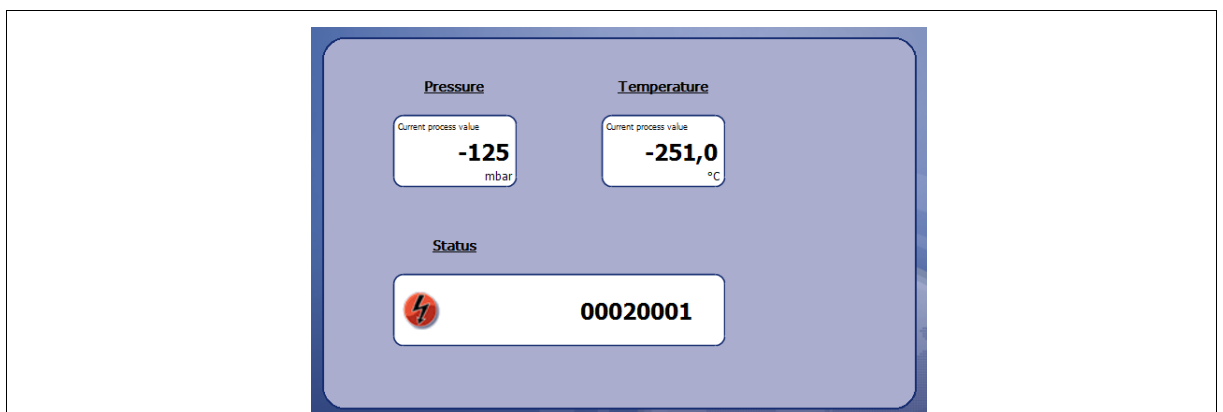 Pressure
Temperature
Current process value
-125
mbar
Current process value
-251,0
°C
Status
00020001